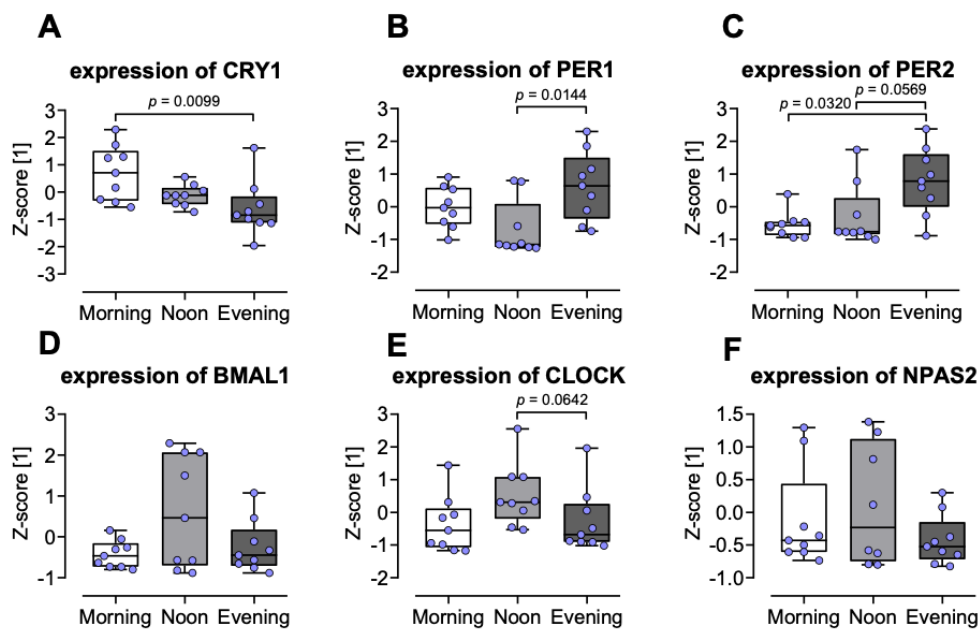 A
expression of CRY1
p = 0.0099
Z-score [1]
3
2
1
0
-1
-2
-3
Morning Noon Evening
B
expression of PER1
p = 0.0144
Z-score [1]
3
2
1
0
-1
-2
Morning Noon Evening
C
expression of PER2
p = 0.0569
p = 0.0320
Z-score [1]
3
2
1
0
-1
-2
Morning Noon Evening
D
expression of BMAL1
Z-score [1]
3
2
1
0
-1
Morning Noon Evening
E
expression of CLOCK
p = 0.0642
Z-score [1]
3
2
1
0
-1
-2
Morning Noon Evening
F
expression of NPAS2
Z-score [1]
1.5
1.0
0.5
0.0
-0.5
-1.0
Morning Noon Evening